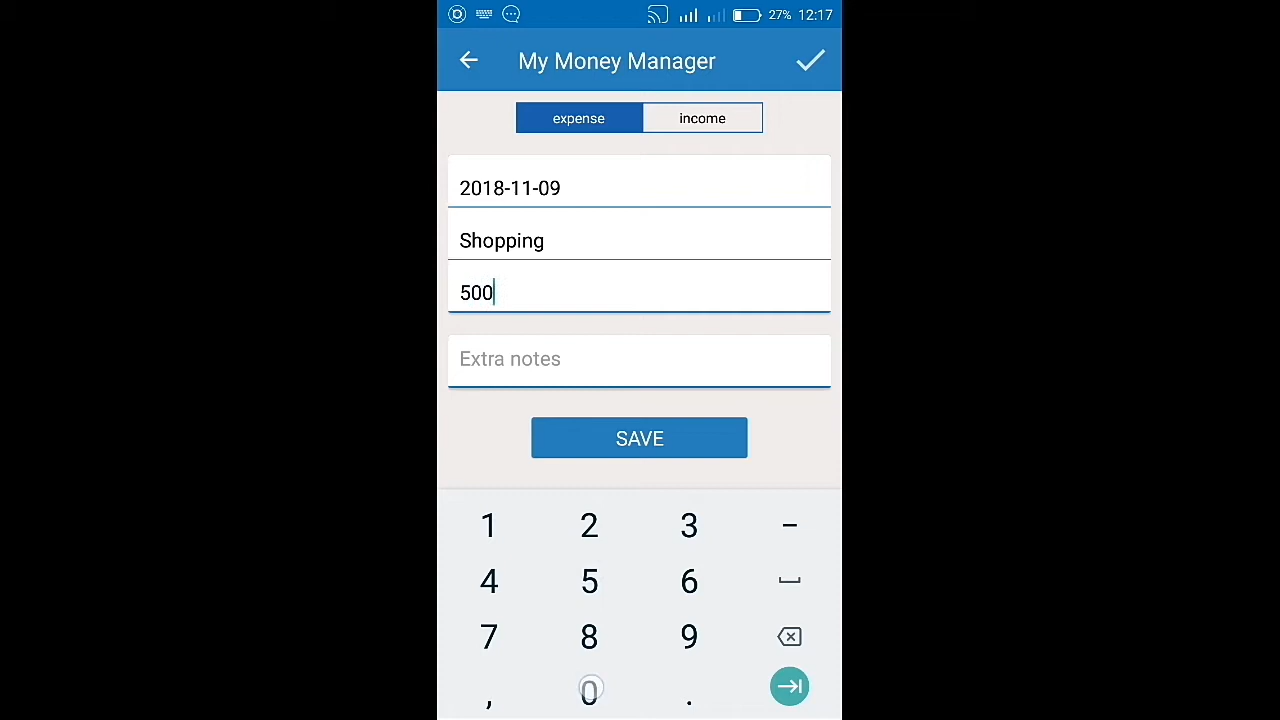 27% 12:17
My Money Manager
expense income
2018-11-09
Shopping
500
Extra notes
SAVE
1 2 3 -
4 5 6
7 8 9
, 0 .